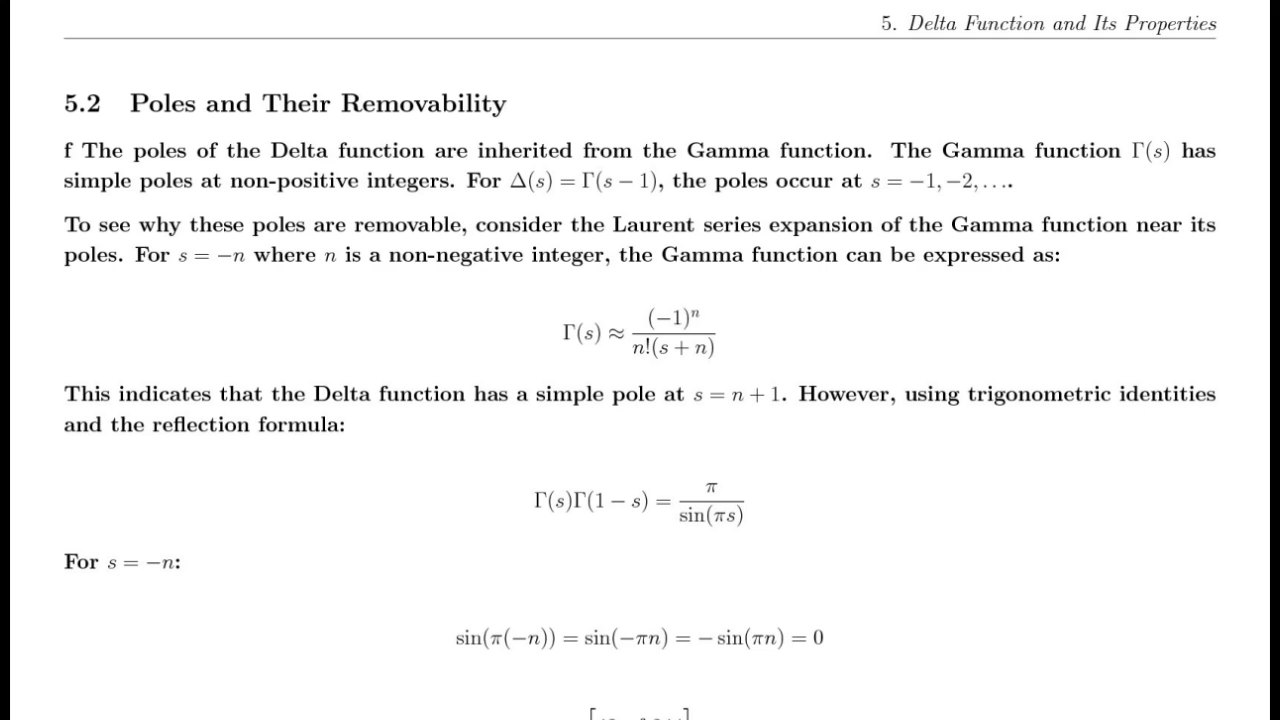 5. Delta Function and Its Properties
5.2 Poles and Their Removability
f The poles of the Delta function are inherited from the Gamma function. The Gamma function Γ(s) has
simple poles at non-positive integers. For Δ(s) = Γ(s − 1), the poles occur at s = −1, −2, . . ..
To see why these poles are removable, consider the Laurent series expansion of the Gamma function near its
poles. For s = −n where n is a non-negative integer, the Gamma function can be expressed as:
Γ(s) ≈ (−1)ⁿ / n!(s + n)
This indicates that the Delta function has a simple pole at s = n + 1. However, using trigonometric identities
and the reflection formula:
Γ(s)Γ(1 − s) = π / sin(πs)
For s = −n:
sin(π(−n)) = sin(−πn) = − sin(πn) = 0